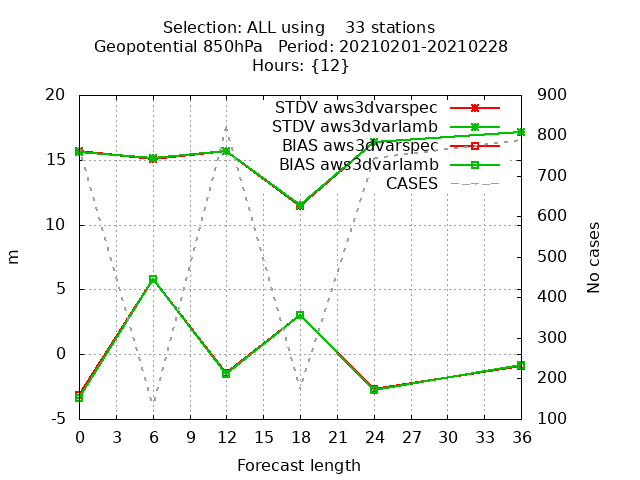 Selection: ALL using    33 stations
Geopotential 850hPa   Period: 20210201-20210228
Hours: {12}
20
15
10
5
0
-5
900
800
700
600
500
400
300
200
100
STDV aws3dvarspec
STDV aws3dvarlamb
BIAS aws3dvarspec
BIAS aws3dvarlamb
CASES
m
No cases
0 3 6 9 12 15 18 21 24 27 30 33 36
Forecast length